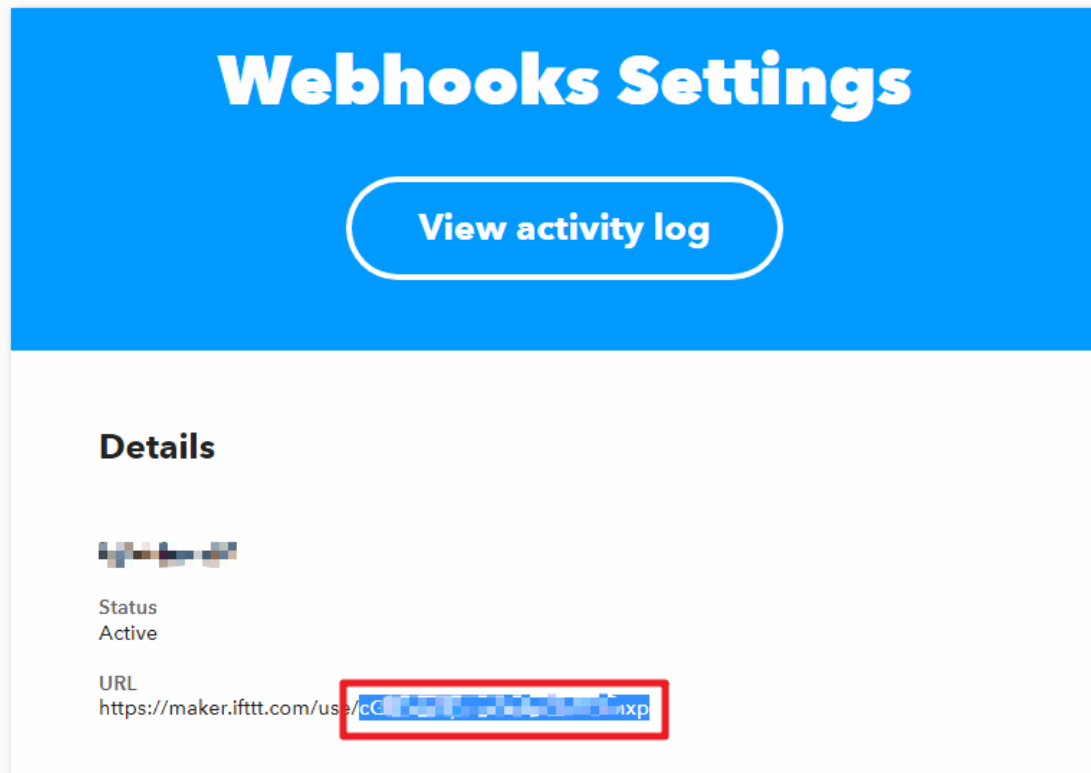 Webhooks Settings
View activity log
Details
Status
Active
URL
https://maker.ifttt.com/use/